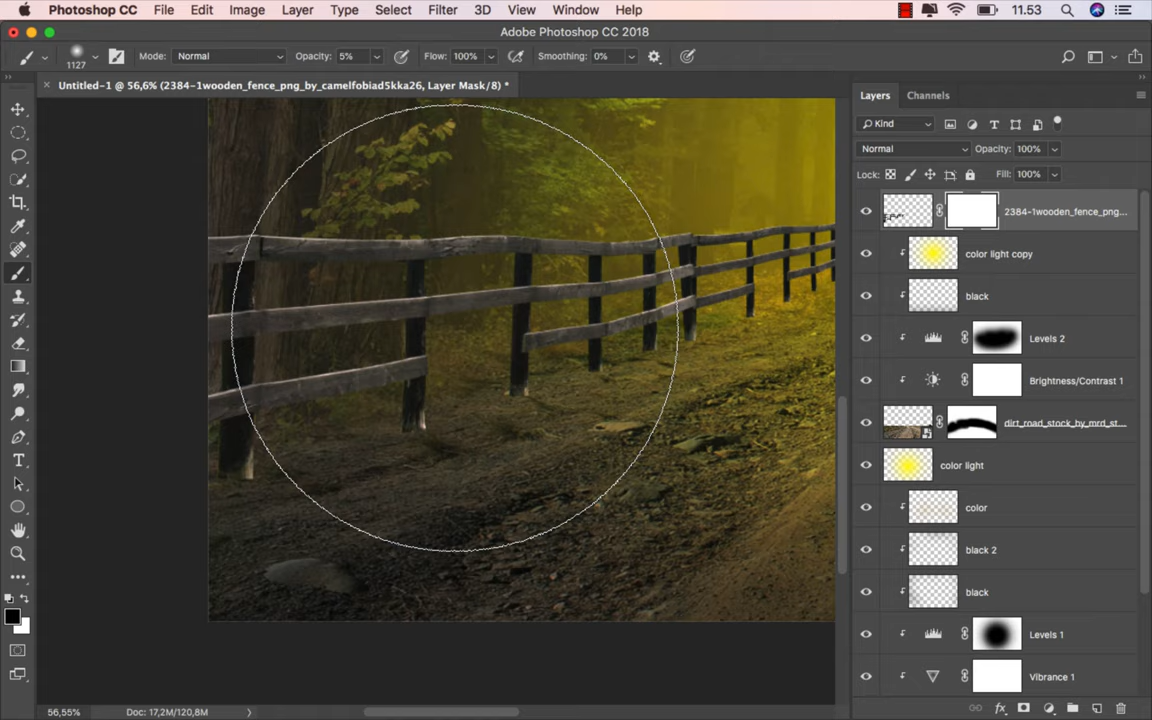 Photoshop CC File Edit Image Layer Type Select Filter 3D View Window Help 11.53
Adobe Photoshop CC 2018
1127 Mode: Normal Opacity: 5% Flow: 100% Smoothing: 0%
Untitled-1 @ 56,6% (2384-1wooden_fence_png_by_camelfobiad5kka26, Layer Mask/8) *
Layers Channels
Kind
Normal Opacity: 100%
Lock: Fill: 100%
2384-1wooden_fence_png...
color light copy
black
Levels 2
Brightness/Contrast 1
dirt_road_stock_by_mrd_st...
color light
color
black 2
black
Levels 1
Vibrance 1
56,55% Doc: 17,2M/120,8M
fx